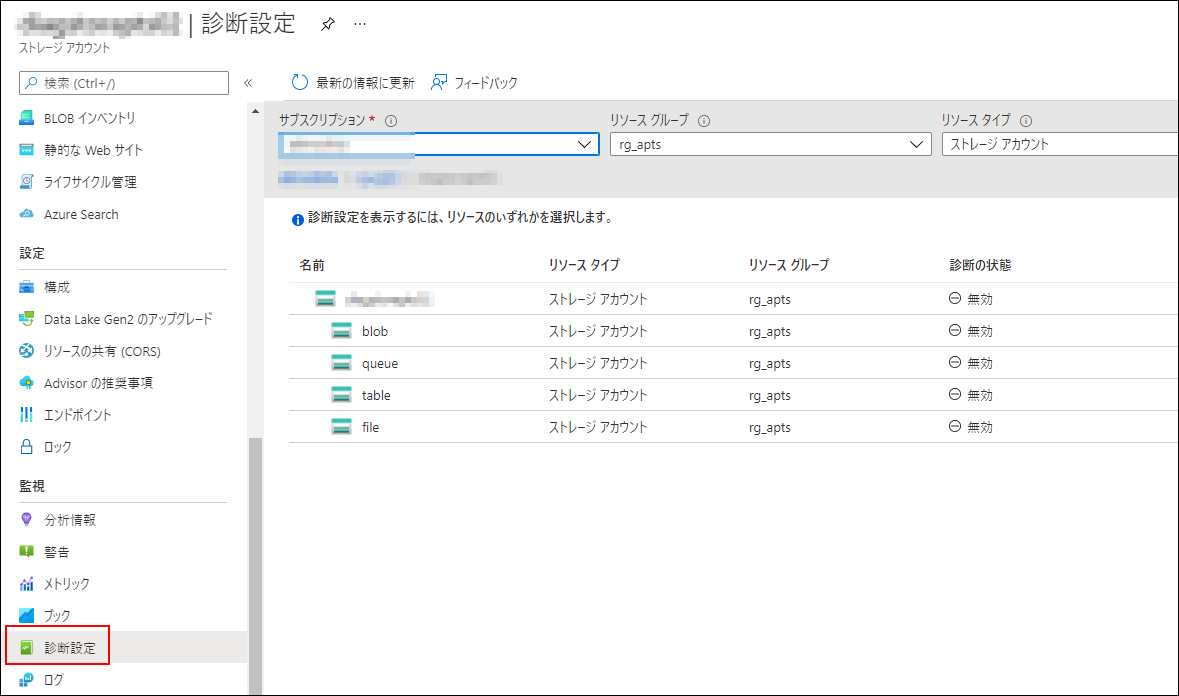 | 診断設定 ···
ストレージ アカウント
検索 (Ctrl+/)
«
最新の情報に更新
フィードバック
BLOB インベントリ
静的な Web サイト
ライフサイクル管理
Azure Search
設定
構成
Data Lake Gen2 のアップグレード
リソースの共有 (CORS)
Advisor の推奨事項
エンドポイント
ロック
監視
分析情報
警告
メトリック
ブック
診断設定
ログ
サブスクリプション *
リソース グループ
リソース タイプ
rg_apts
ストレージ アカウント
診断設定を表示するには、リソースのいずれかを選択します。
名前 リソース タイプ リソース グループ 診断の状態
ストレージ アカウント rg_apts 無効
blob ストレージ アカウント rg_apts 無効
queue ストレージ アカウント rg_apts 無効
table ストレージ アカウント rg_apts 無効
file ストレージ アカウント rg_apts 無効